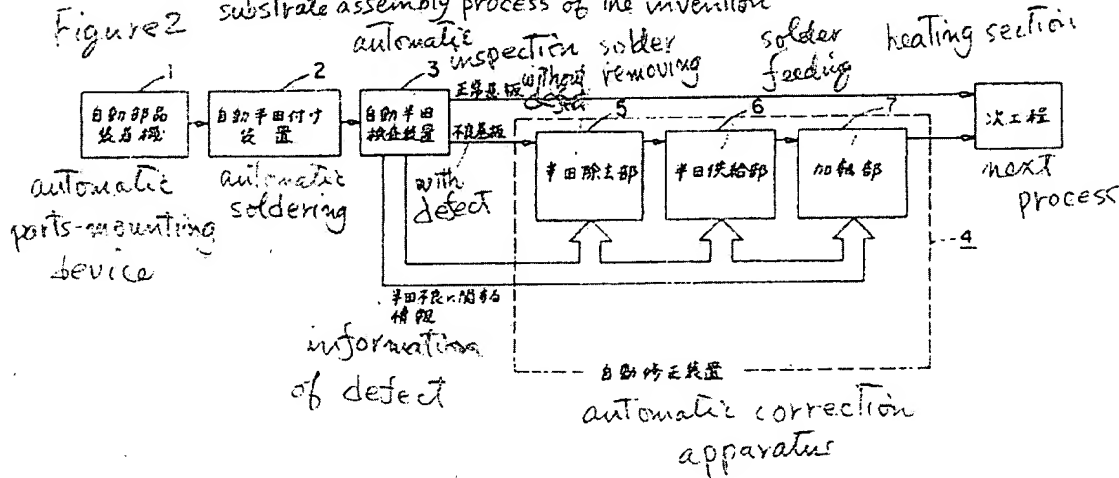 Figure 2 substrate assembly process of the invention
automatic
inspection
solder
removing
solder
feeding
heating section
1
2
3
正常基板
without
5
6
7
自動部品
装着機
自動半田付け
装置
自動半田
検査装置
不良基板
半田除去部
半田供給部
加熱部
次工程
automatic
parts-mounting
device
automatic
soldering
with
defect
next
process
4
半田不良に関する
情報
information
of defect
自動修正装置
automatic correction
apparatus